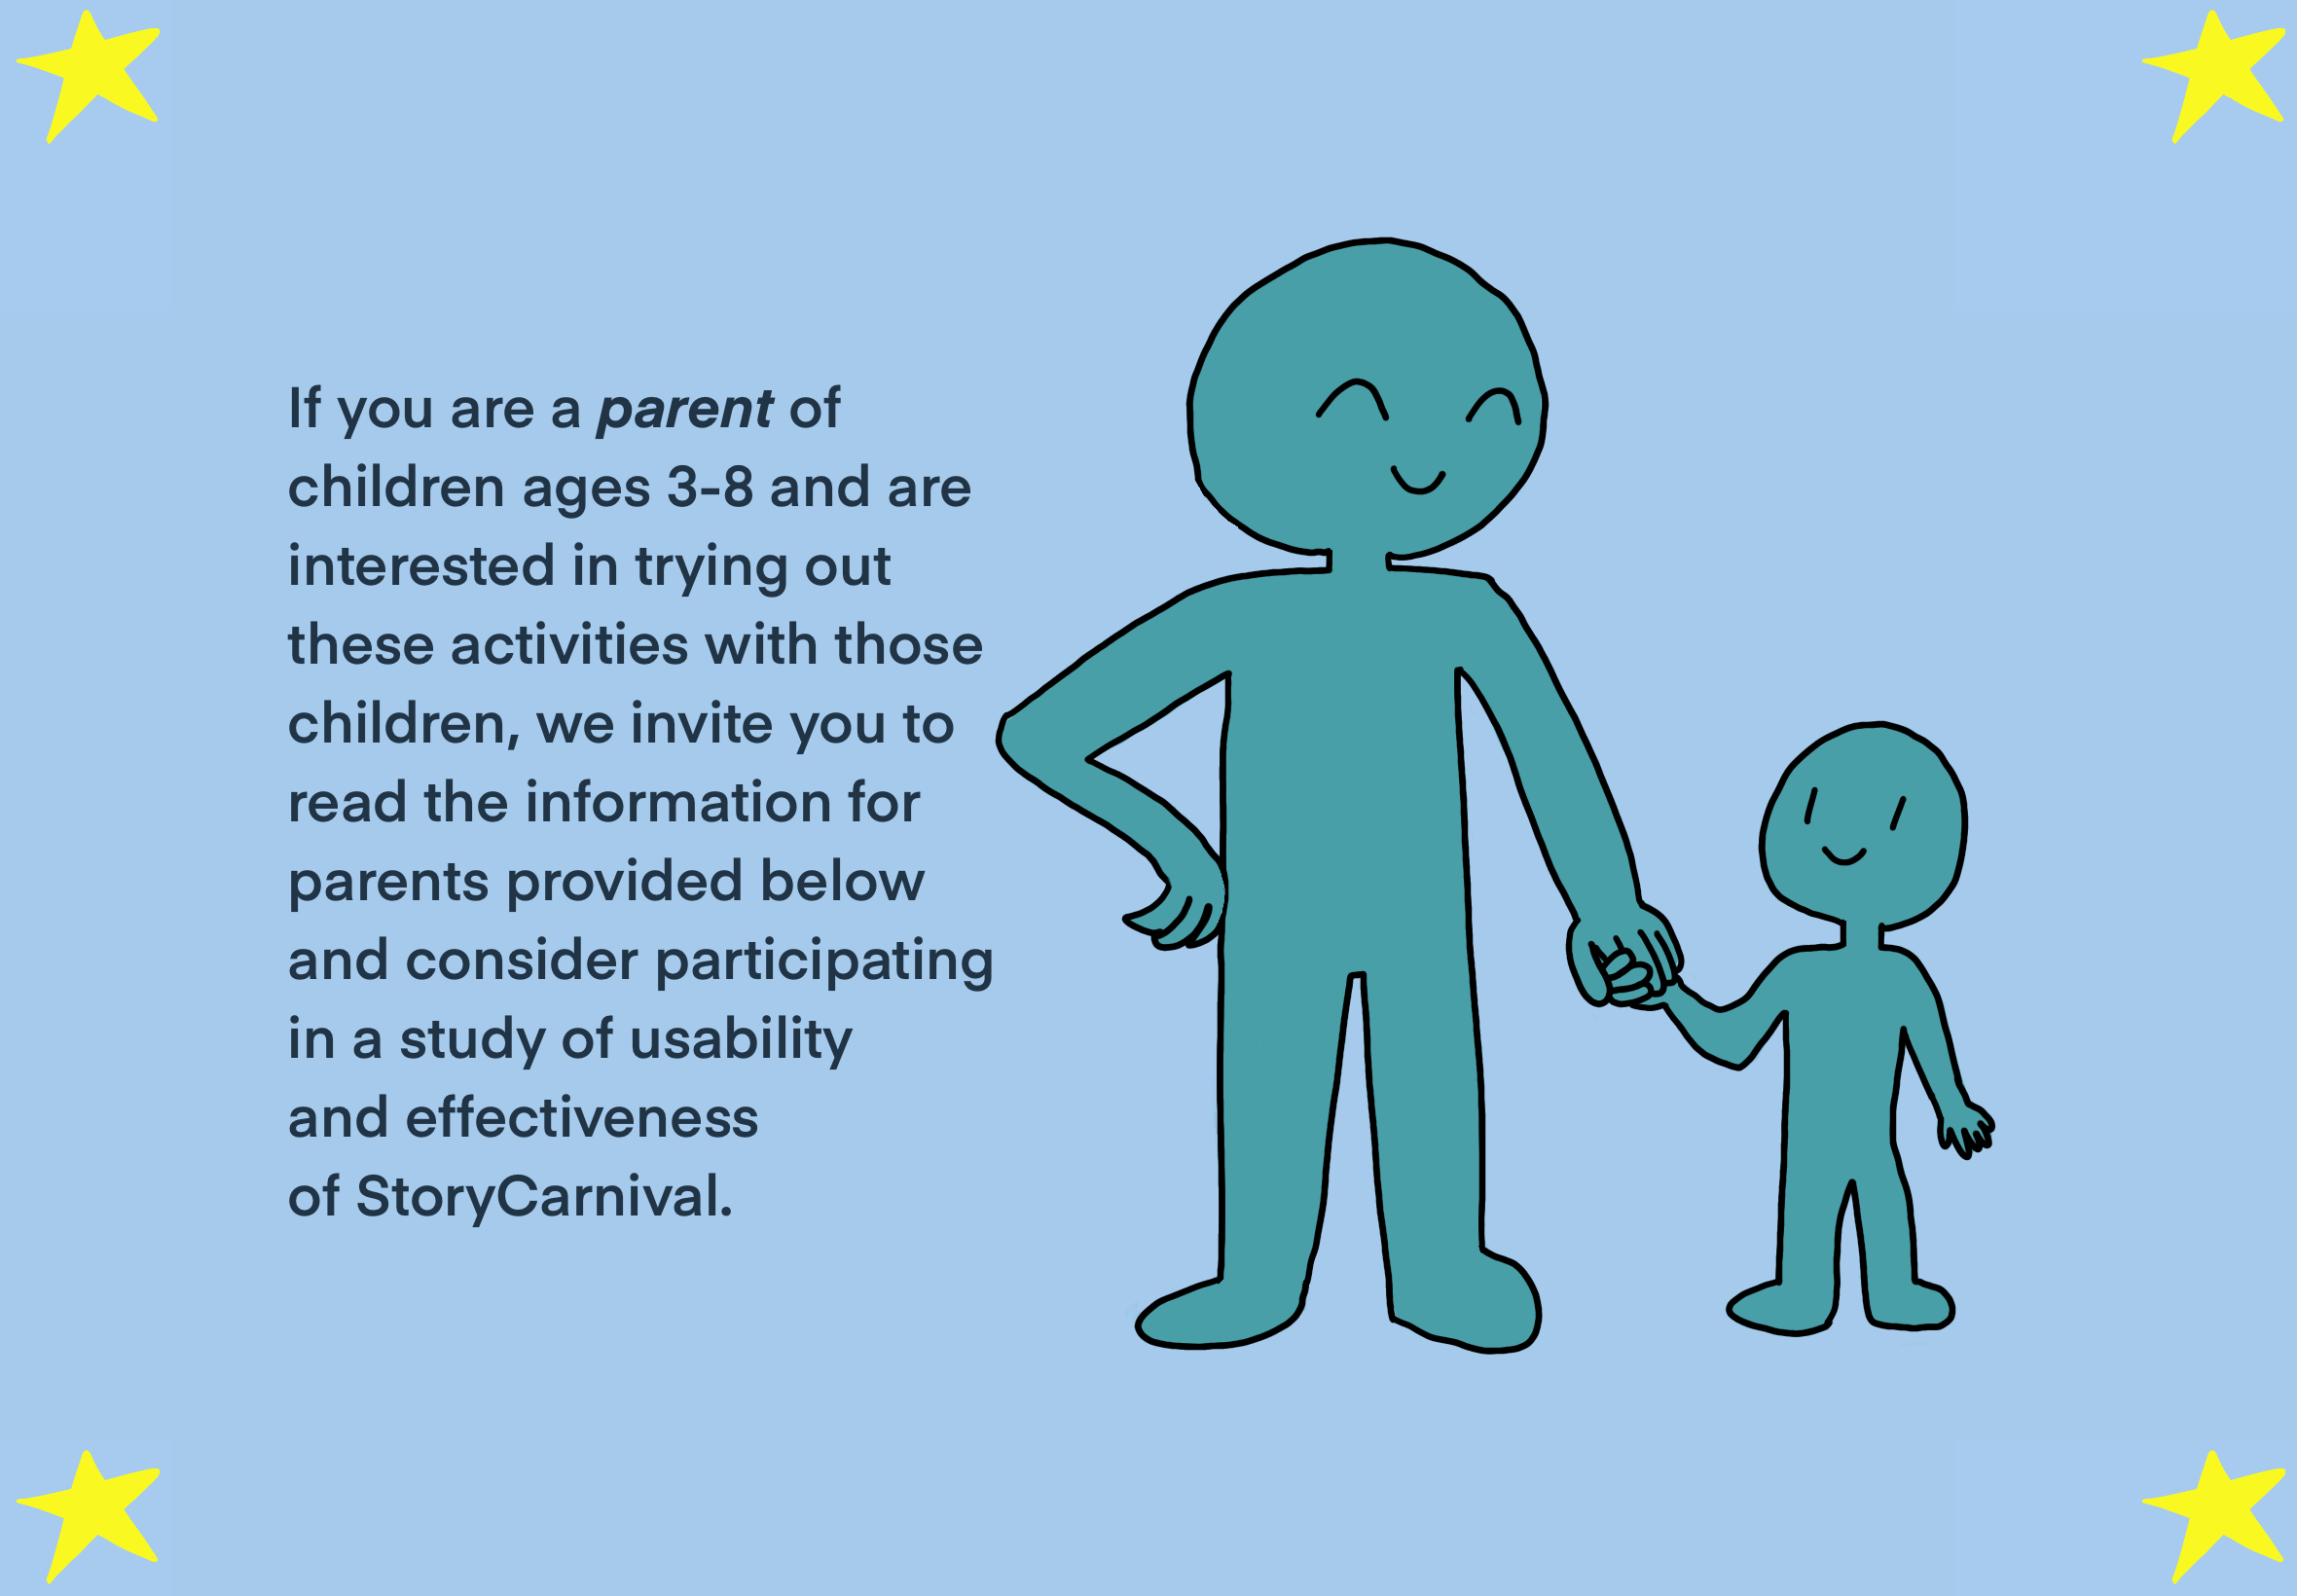 If you are a parent of
children ages 3-8 and are
interested in trying out
these activities with those
children, we invite you to
read the information for
parents provided below
and consider participating
in a study of usability
and effectiveness
of StoryCarnival.